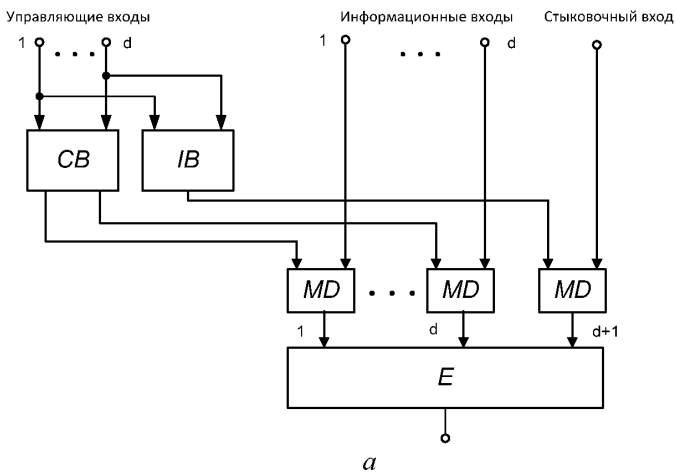 Управляющие входы Информационные входы Стыковочный вход
1 . . . d 1 . . . d
CB IB
MD . . . MD MD
1 d d+1
E
a